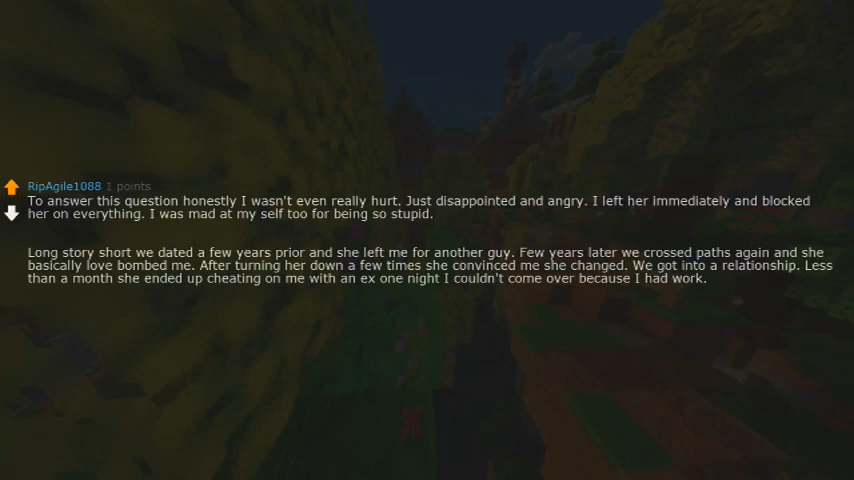 RipAgile1088 1 points
To answer this question honestly I wasn't even really hurt. Just disappointed and angry. I left her immediately and blocked
her on everything. I was mad at my self too for being so stupid.
Long story short we dated a few years prior and she left me for another guy. Few years later we crossed paths again and she
basically love bombed me. After turning her down a few times she convinced me she changed. We got into a relationship. Less
than a month she ended up cheating on me with an ex one night I couldn't come over because I had work.